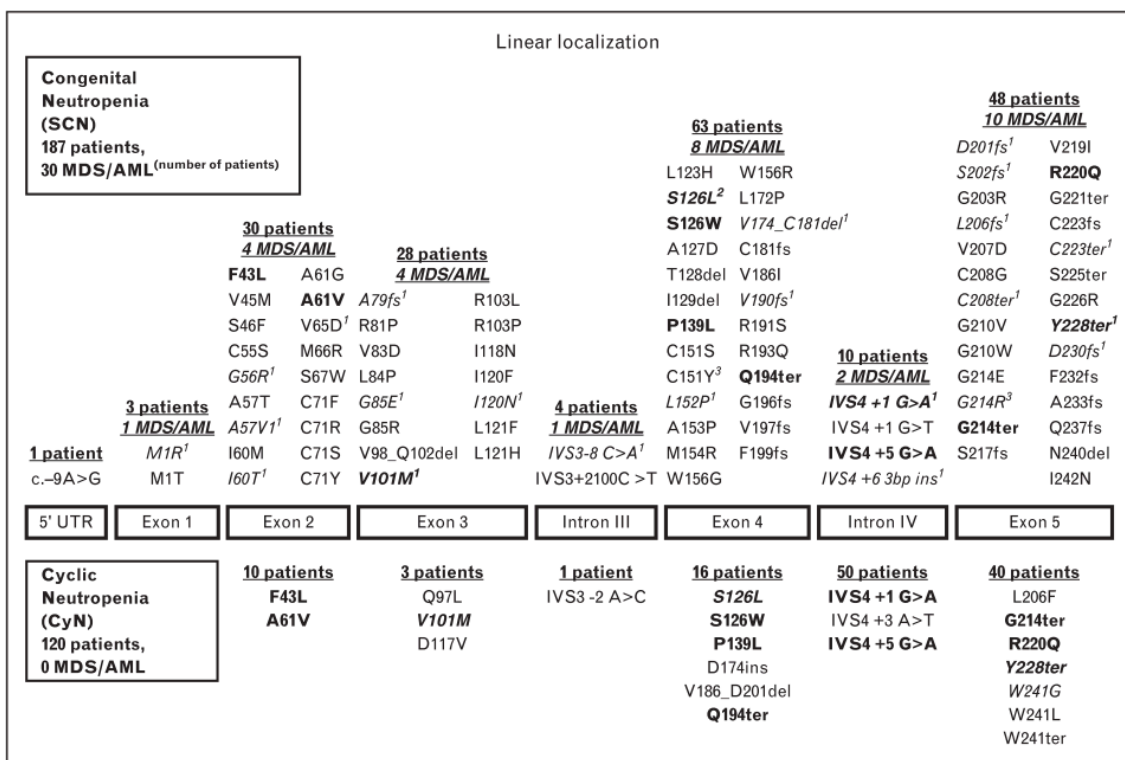 Linear localization
Congenital
Neutropenia
(SCN)
187 patients,
30 MDS/AML(number of patients)
1 patient
c.–9A>G
3 patients
1 MDS/AML
M1R1
M1T
30 patients
4 MDS/AML
F43L
V45M
S46F
C55S
G56R1
A57T
A57V1
I60M
I60T1
A61G
A61V
V65D1
M66R
S67W
C71F
C71R
C71S
C71Y
28 patients
4 MDS/AML
A79fs1
R81P
V83D
L84P
G85E1
G85R
V98_Q102del
V101M1
R103L
R103P
I118N
I120F
I120N1
L121F
L121H
4 patients
1 MDS/AML
IVS3-8 C>A1
IVS3+2100C >T
63 patients
8 MDS/AML
L123H
S126L2
S126W
A127D
T128del
I129del
P139L
C151S
C151Y3
L152P1
A153P
M154R
W156G
W156R
L172P
V174_C181del1
C181fs
V186I
V190fs1
R191S
R193Q
Q194ter
G196fs
V197fs
F199fs
10 patients
2 MDS/AML
IVS4 +1 G>A1
IVS4 +1 G>T
IVS4 +5 G>A
IVS4 +6 3bp ins1
48 patients
10 MDS/AML
D201fs1
S202fs1
G203R
L206fs1
V207D
C208G
C208ter1
G210V
G210W
G214E
G214R3
G214ter
S217fs
V219I
R220Q
G221ter
C223fs
C223ter1
S225ter
G226R
Y228ter1
D230fs1
F232fs
A233fs
Q237fs
N240del
I242N
5' UTR
Exon 1
Exon 2
Exon 3
Intron III
Exon 4
Intron IV
Exon 5
Cyclic
Neutropenia
(CyN)
120 patients,
0 MDS/AML
10 patients
F43L
A61V
3 patients
Q97L
V101M
D117V
1 patient
IVS3 -2 A>C
16 patients
S126L
S126W
P139L
D174ins
V186_D201del
Q194ter
50 patients
IVS4 +1 G>A
IVS4 +3 A>T
IVS4 +5 G>A
40 patients
L206F
G214ter
R220Q
Y228ter
W241G
W241L
W241ter